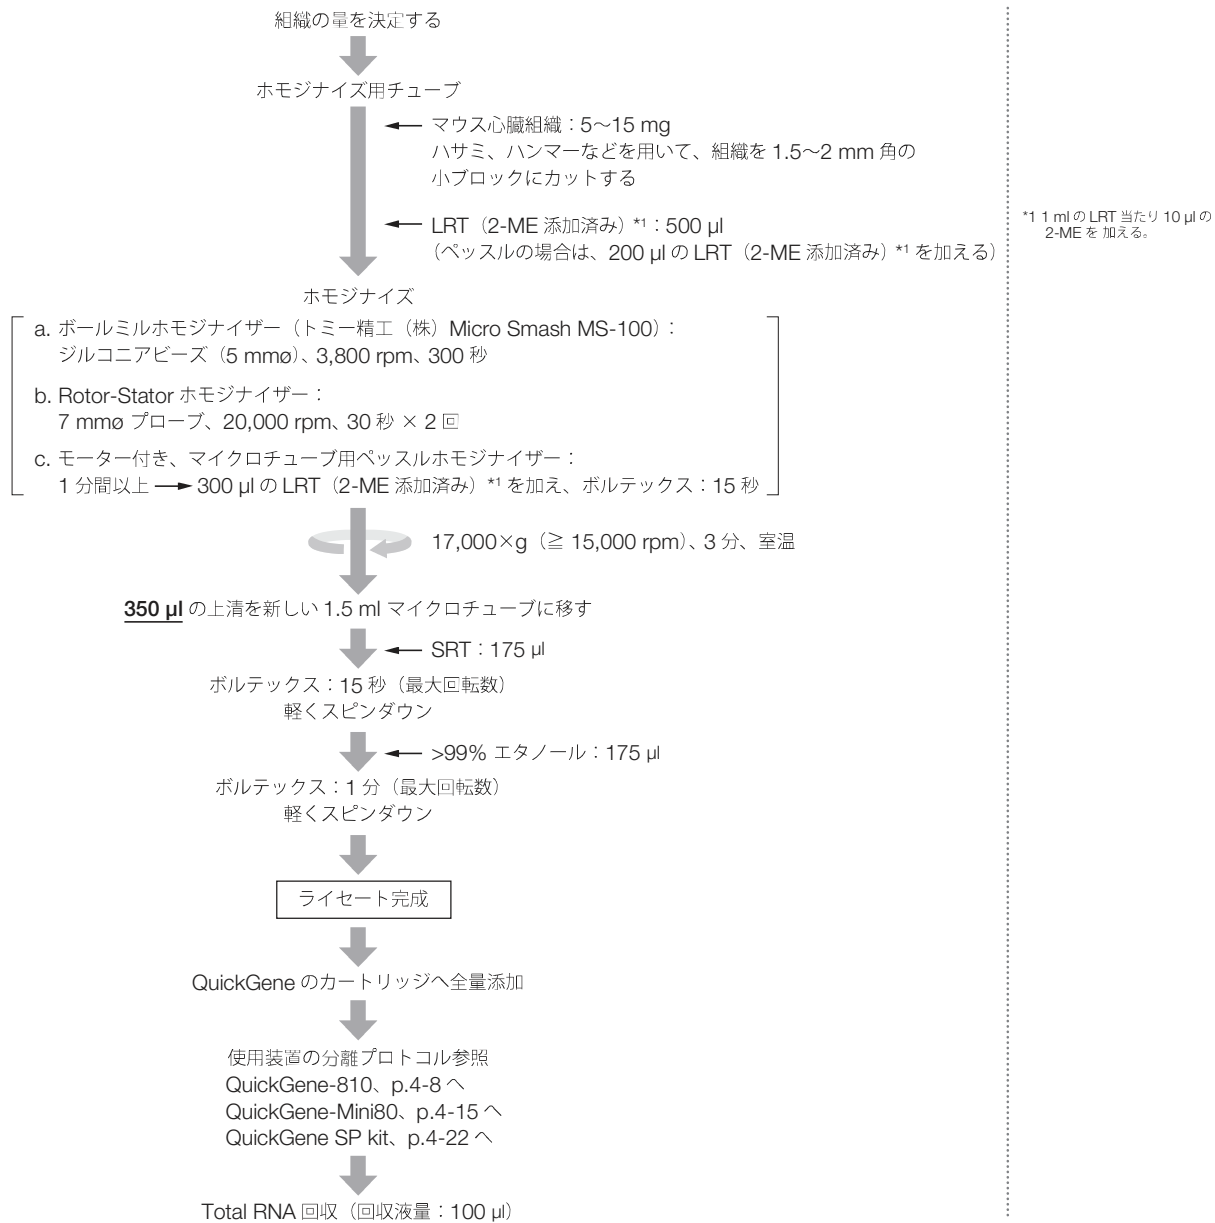 組織の量を決定する
ホモジナイズ用チューブ
マウス心臓組織：5～15 mg
ハサミ、ハンマーなどを用いて、組織を 1.5～2 mm 角の
小ブロックにカットする
LRT（2-ME 添加済み）*1：500 µl
（ペッスルの場合は、200 µl の LRT（2-ME 添加済み）*1 を加える）
*1 1 ml の LRT 当たり 10 µl の
2-ME を 加える。
ホモジナイズ
a. ボールミルホモジナイザー（トミー精工（株）Micro Smash MS-100）：
ジルコニアビーズ（5 mmø）、3,800 rpm、300 秒
b. Rotor-Stator ホモジナイザー：
7 mmø プローブ、20,000 rpm、30 秒 × 2 回
c. モーター付き、マイクロチューブ用ペッスルホモジナイザー：
1 分間以上 → 300 µl の LRT（2-ME 添加済み）*1 を加え、ボルテックス：15 秒
17,000×g（≧ 15,000 rpm）、3 分、室温
350 µl の上清を新しい 1.5 ml マイクロチューブに移す
SRT：175 µl
ボルテックス：15 秒（最大回転数）
軽くスピンダウン
>99% エタノール：175 µl
ボルテックス：1 分（最大回転数）
軽くスピンダウン
ライセート完成
QuickGene のカートリッジへ全量添加
使用装置の分離プロトコル参照
QuickGene-810、p.4-8 へ
QuickGene-Mini80、p.4-15 へ
QuickGene SP kit、p.4-22 へ
Total RNA 回収（回収液量：100 µl）